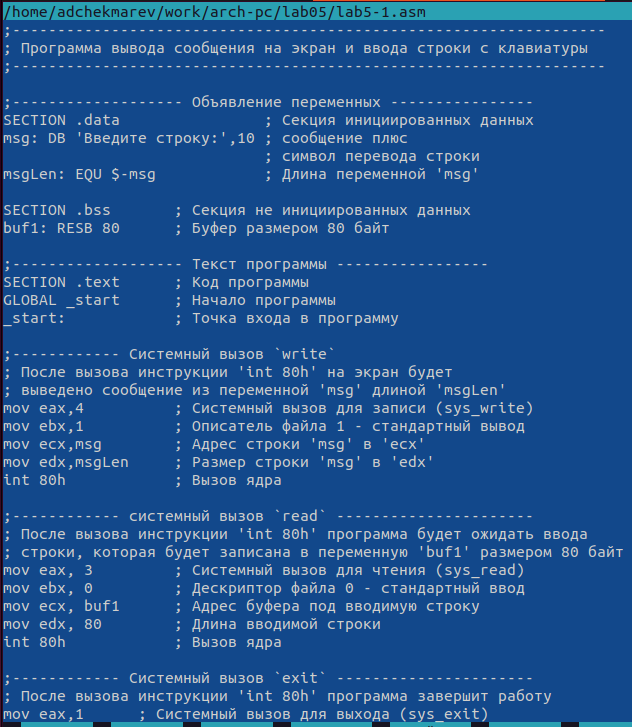 /home/adchekmarev/work/arch-pc/lab05/lab5-1.asm
;------------------------------------------------------------------
; Программа вывода сообщения на экран и ввода строки с клавиатуры
;------------------------------------------------------------------
;------------------- Объявление переменных ----------------
SECTION .data                ; Секция инициированных данных
msg: DB 'Введите строку:',10 ; сообщение плюс
                             ; символ перевода строки
msgLen: EQU $-msg            ; Длина переменной 'msg'
SECTION .bss       ; Секция не инициированных данных
buf1: RESB 80      ; Буфер размером 80 байт
;------------------- Текст программы -----------------
SECTION .text      ; Код программы
GLOBAL _start      ; Начало программы
_start:            ; Точка входа в программу
;------------ Системный вызов `write`
; После вызова инструкции 'int 80h' на экран будет
; выведено сообщение из переменной 'msg' длиной 'msgLen'
mov eax,4          ; Системный вызов для записи (sys_write)
mov ebx,1          ; Описатель файла 1 - стандартный вывод
mov ecx,msg        ; Адрес строки 'msg' в 'ecx'
mov edx,msgLen     ; Размер строки 'msg' в 'edx'
int 80h            ; Вызов ядра
;------------ системный вызов `read` ----------------------
; После вызова инструкции 'int 80h' программа будет ожидать ввода
; строки, которая будет записана в переменную 'buf1' размером 80 байт
mov eax, 3         ; Системный вызов для чтения (sys_read)
mov ebx, 0         ; Дескриптор файла 0 - стандартный ввод
mov ecx, buf1      ; Адрес буфера под вводимую строку
mov edx, 80        ; Длина вводимой строки
int 80h            ; Вызов ядра
;------------ Системный вызов `exit` ----------------------
; После вызова инструкции 'int 80h' программа завершит работу
mov eax,1      ; Системный вызов для выхода (sys_exit)